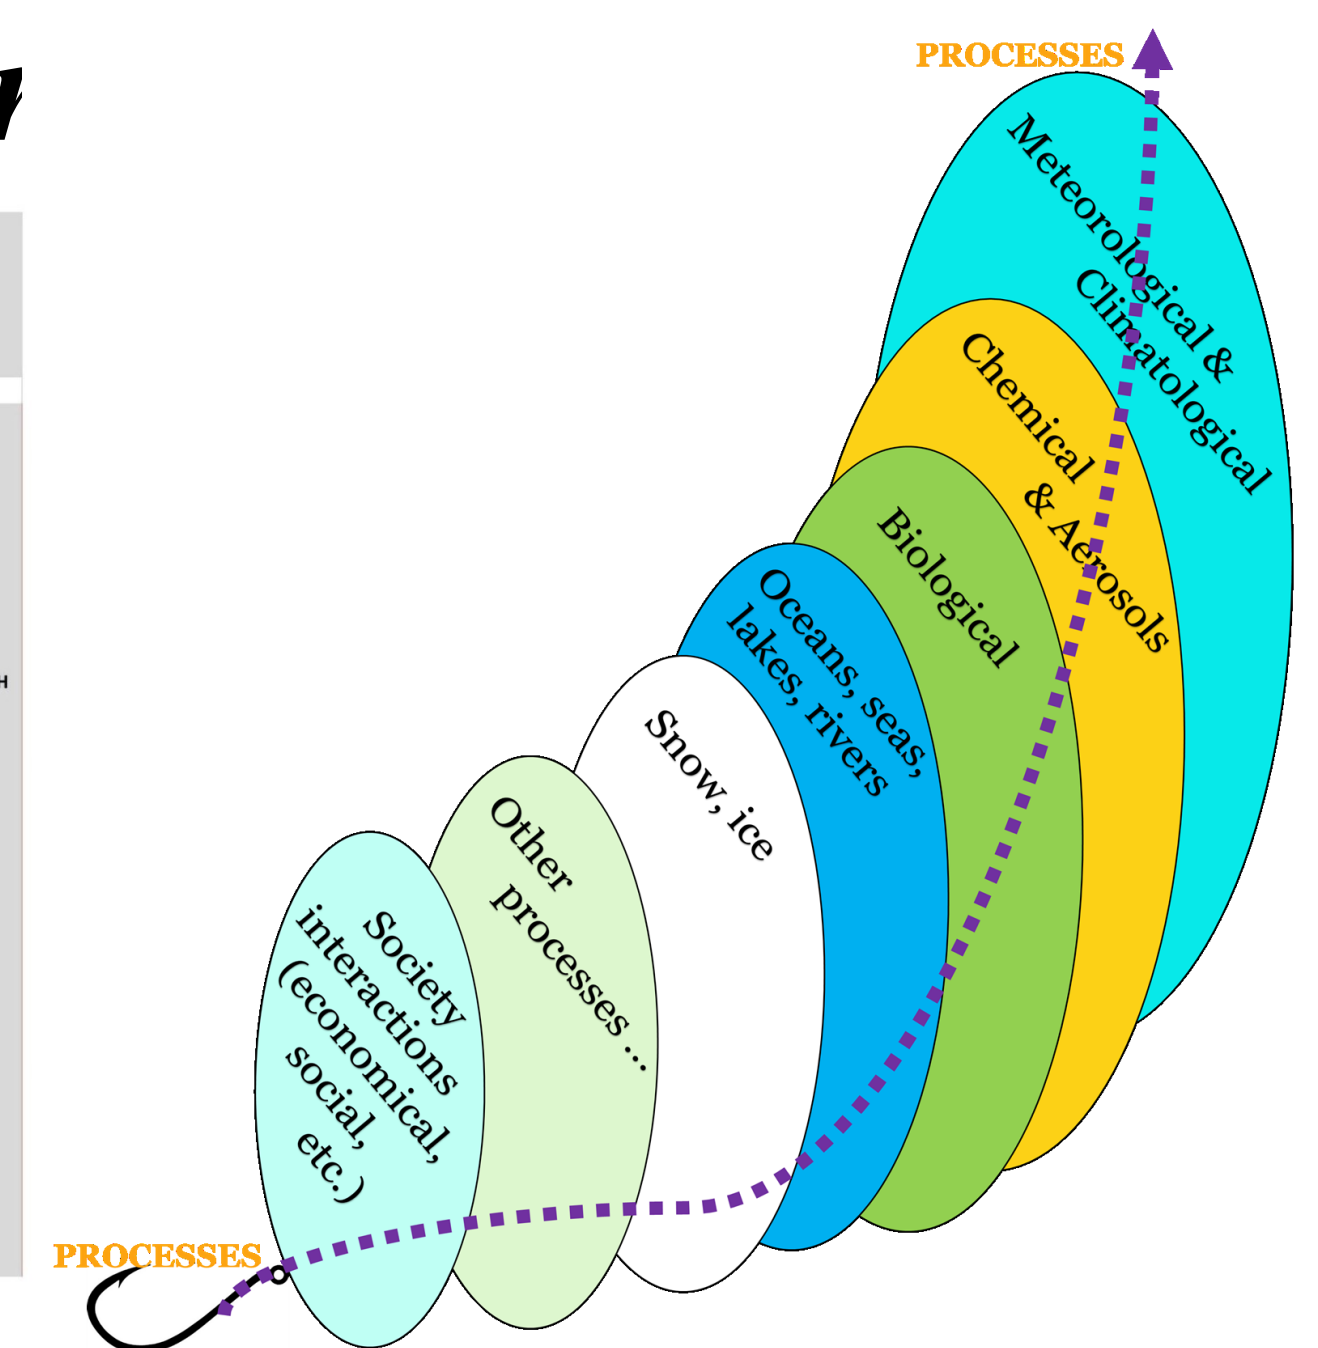 PROCESSES
Meteorological &
Climatological
Chemical
& Aerosols
Biological
Oceans, seas,
lakes, rivers
Snow, ice
Other
processes ...
Society
interactions
(economical,
social,
etc.)
PROCESSES
H